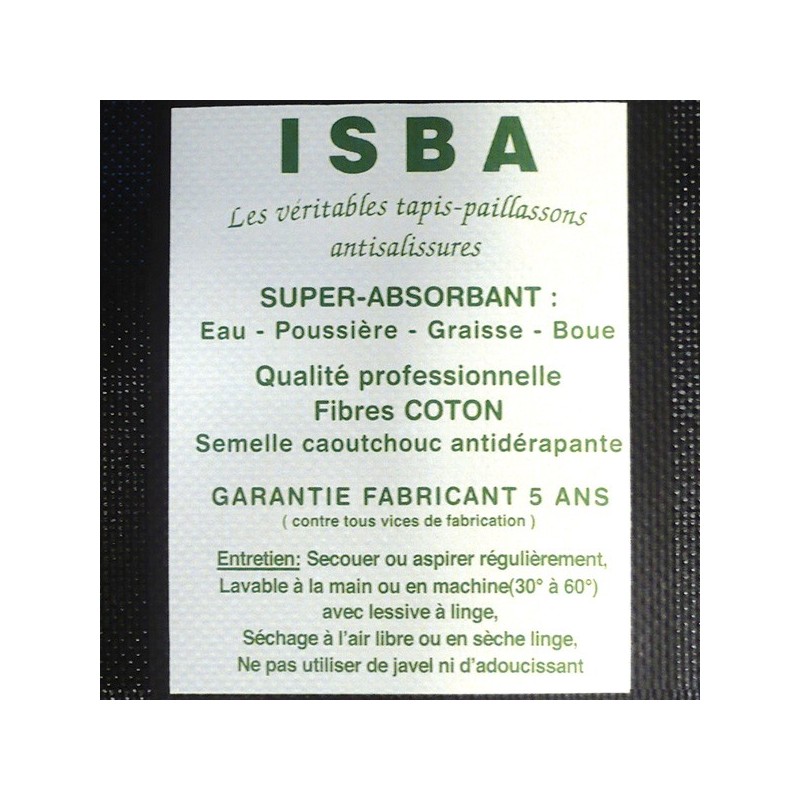 ISBA
Les véritables tapis-paillassons
antisalissures
SUPER-ABSORBANT :
Eau - Poussière - Graisse - Boue
Qualité professionnelle
Fibres COTON
Semelle caoutchouc antidérapante
GARANTIE FABRICANT 5 ANS
( contre tous vices de fabrication )
Entretien: Secouer ou aspirer régulièrement,
Lavable à la main ou en machine(30° à 60°)
avec lessive à linge,
Séchage à l'air libre ou en sèche linge,
Ne pas utiliser de javel ni d'adoucissant